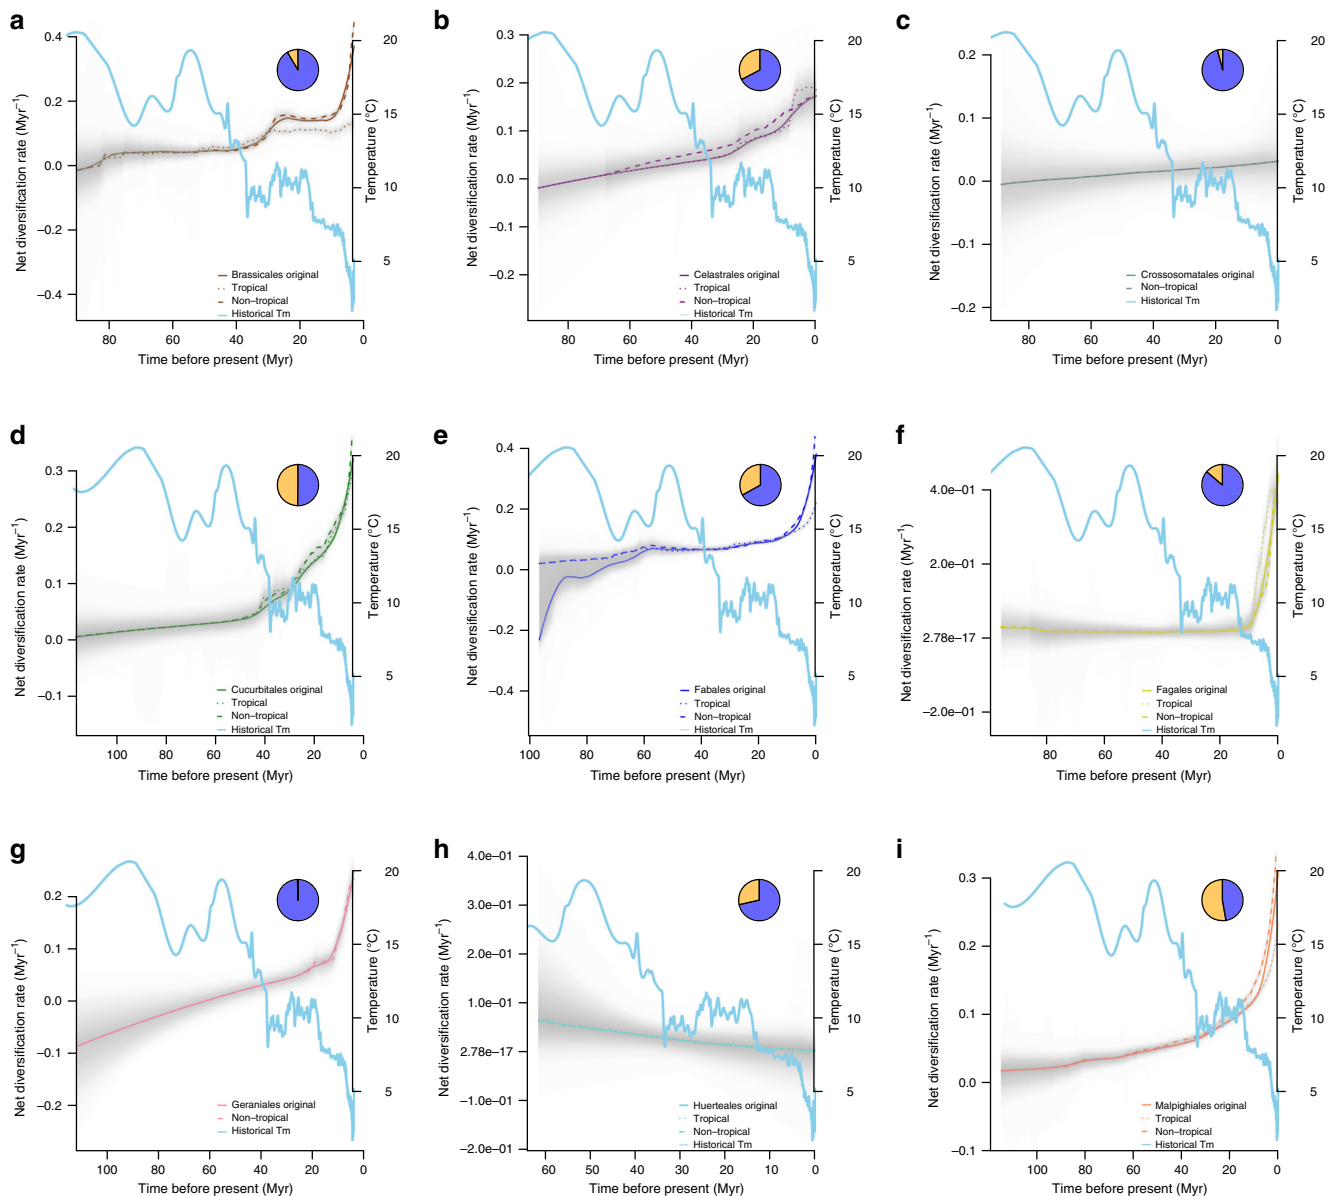 a
0.4
0.2
0.0
−0.2
−0.4
Net diversification rate (Myr−1)
20
15
10
5
Temperature (°C)
Brassicales original
Tropical
Non−tropical
Historical Tm
80
60
40
20
0
Time before present (Myr)
b
0.3
0.2
0.1
0.0
−0.1
−0.2
Net diversification rate (Myr−1)
20
15
10
5
Temperature (°C)
Celastrales original
Tropical
Non−tropical
Historical Tm
80
60
40
20
0
Time before present (Myr)
c
0.2
0.1
0.0
−0.1
−0.2
Net diversification rate (Myr−1)
20
15
10
5
Temperature (°C)
Crossosomatales original
Non−tropical
Historical Tm
80
60
40
20
0
Time before present (Myr)
d
0.3
0.2
0.1
0.0
−0.1
Net diversification rate (Myr−1)
20
15
10
5
Temperature (°C)
Cucurbitales original
Tropical
Non−tropical
Historical Tm
100
80
60
40
20
0
Time before present (Myr)
e
0.4
0.2
0.0
−0.2
−0.4
Net diversification rate (Myr−1)
20
15
10
5
Temperature (°C)
Fabales original
Tropical
Non−tropical
Historical Tm
100
80
60
40
20
0
Time before present (Myr)
f
4.0e−01
2.0e−01
2.78e−17
−2.0e−01
Net diversification rate (Myr−1)
20
15
10
5
Temperature (°C)
Fagales original
Tropical
Non−tropical
Historical Tm
80
60
40
20
0
Time before present (Myr)
g
0.2
0.1
0.0
−0.1
−0.2
Net diversification rate (Myr−1)
20
15
10
5
Temperature (°C)
Geraniales original
Non−tropical
Historical Tm
100
80
60
40
20
0
Time before present (Myr)
h
4.0e−01
3.0e−01
2.0e−01
1.0e−01
2.78e−17
−1.0e−01
−2.0e−01
Net diversification rate (Myr−1)
20
15
10
5
Temperature (°C)
Huerteales original
Tropical
Non−tropical
Historical Tm
60
50
40
30
20
10
0
Time before present (Myr)
i
0.3
0.2
0.1
0.0
−0.1
Net diversification rate (Myr−1)
20
15
10
5
Temperature (°C)
Malpighiales original
Tropical
Non−tropical
Historical Tm
100
80
60
40
20
0
Time before present (Myr)